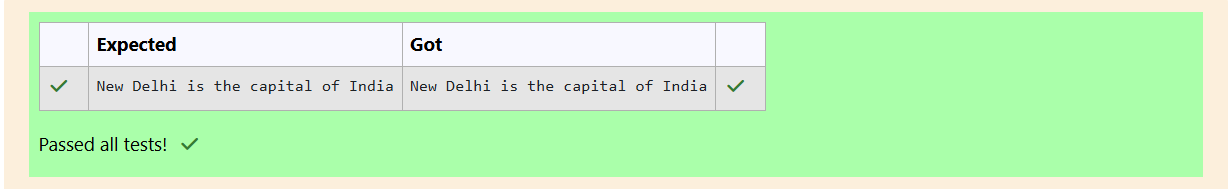 Expected Got
New Delhi is the capital of India New Delhi is the capital of India
Passed all tests!